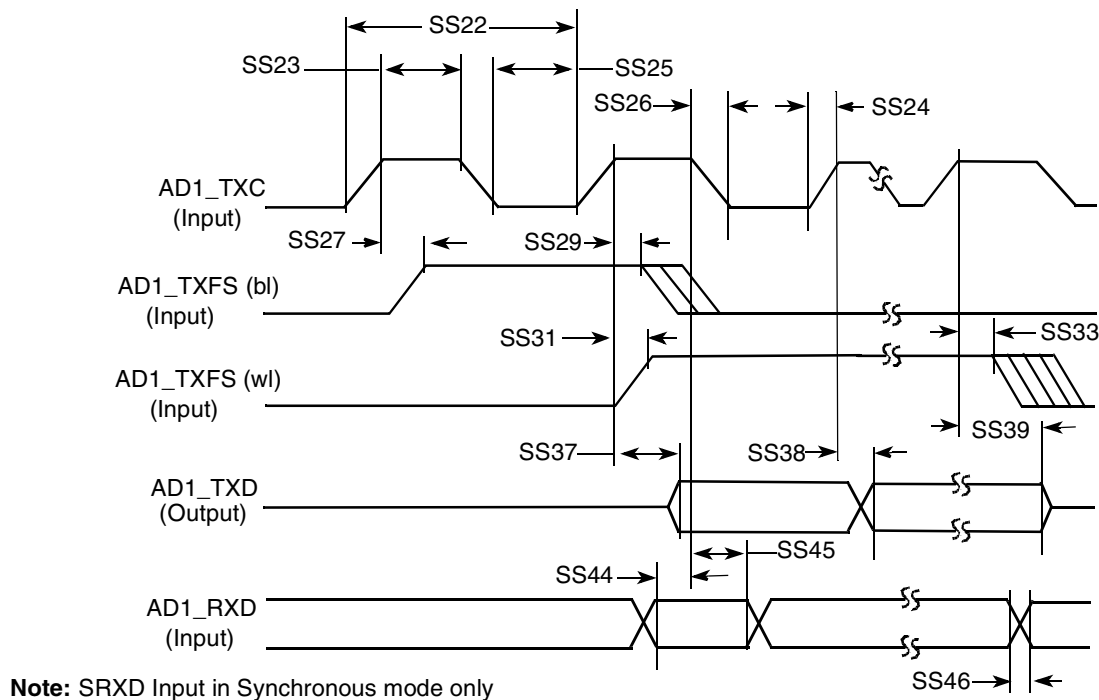 SS22
SS23
SS25
SS26
SS24
AD1_TXC
(Input)
SS27
SS29
AD1_TXFS (bl)
(Input)
SS31
SS33
AD1_TXFS (wl)
(Input)
SS39
SS37
SS38
AD1_TXD
(Output)
SS45
SS44
AD1_RXD
(Input)
SS46
Note: SRXD Input in Synchronous mode only